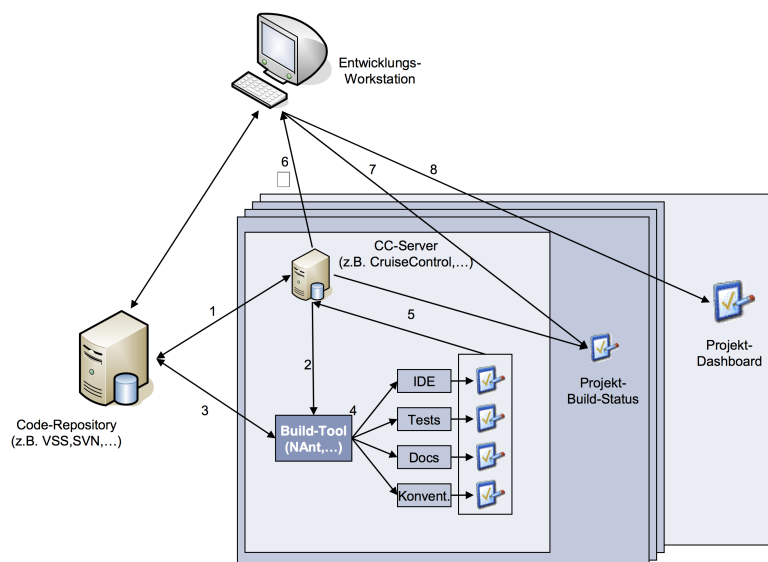 Entwicklungs-
Workstation
6
7
8
CC-Server
(z.B. CruiseControl,…)
1
5
Projekt-
Dashboard
2
IDE
Projekt-
Build-Status
3
4
Code-Repository
(z.B. VSS,SVN,…)
Build-Tool
(NAnt,…)
Tests
Docs
Konvent.